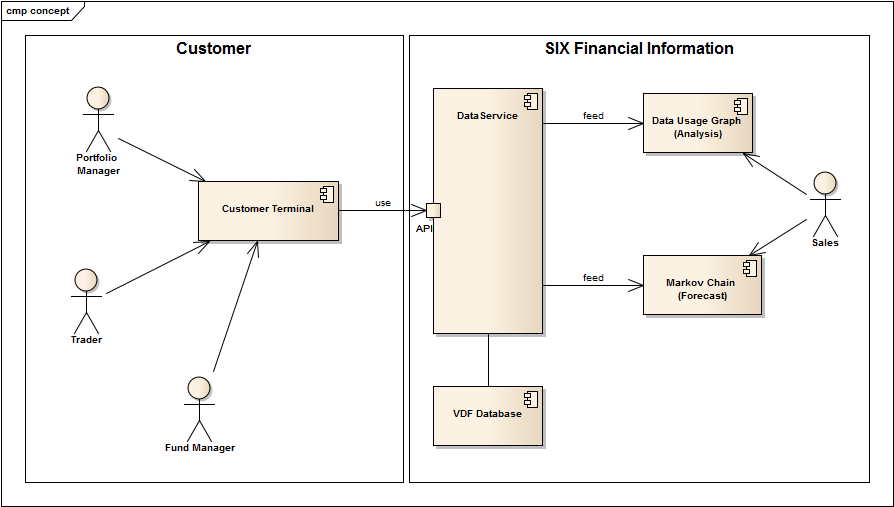 cmp concept
Customer
SIX Financial Information
Portfolio
Manager
Customer Terminal
Trader
Fund Manager
use
API
DataService
feed
Data Usage Graph
(Analysis)
Sales
feed
Markov Chain
(Forecast)
VDF Database